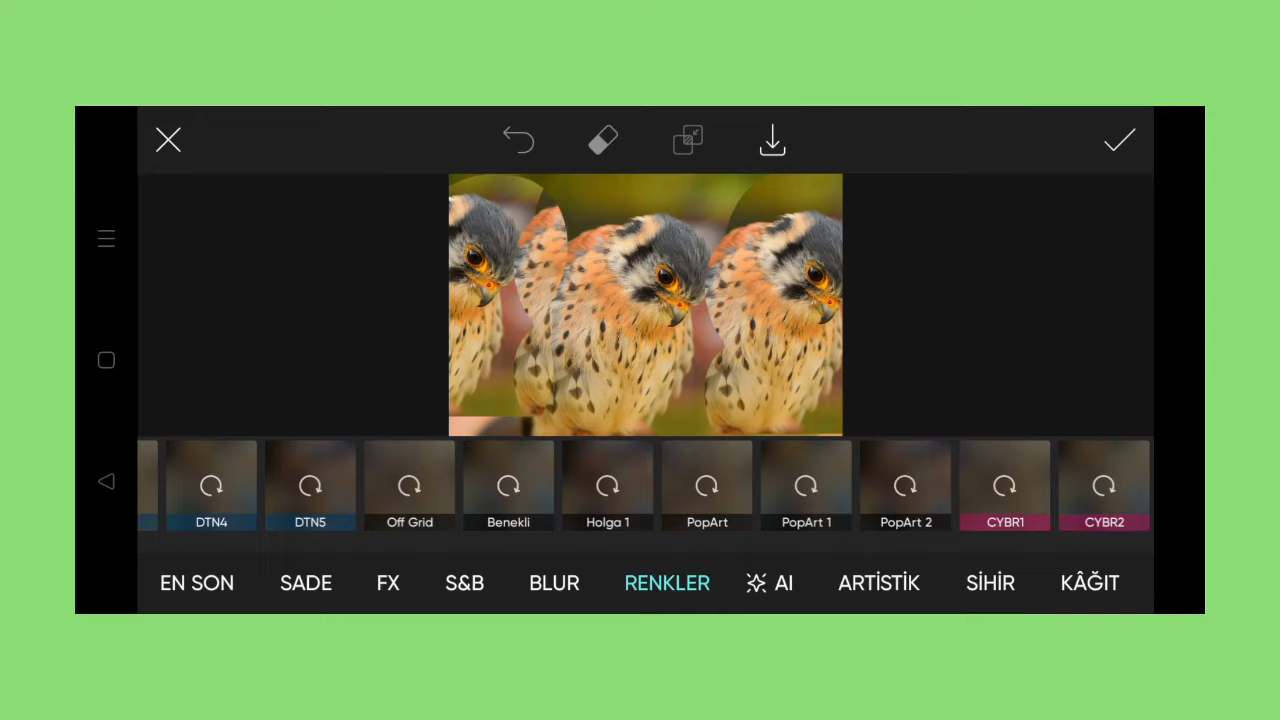 DTN4 DTN5 Off Grid Benekli Holga 1 PopArt PopArt 1 PopArt 2 CYBR1 CYBR2
EN SON SADE FX S&B BLUR RENKLER AI ARTİSTİK SİHİR KÂĞIT